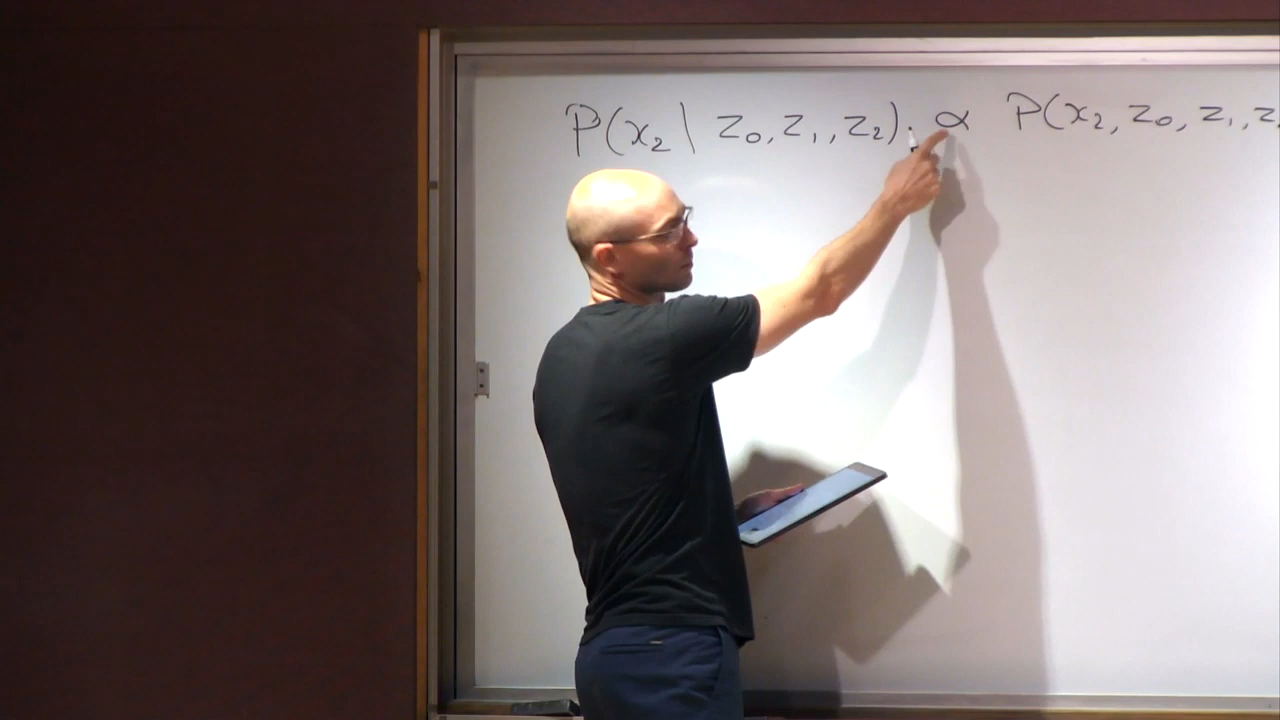 P(x₂ | z₀, z₁, z₂) ∝ P(x₂, z₀, z₁, z